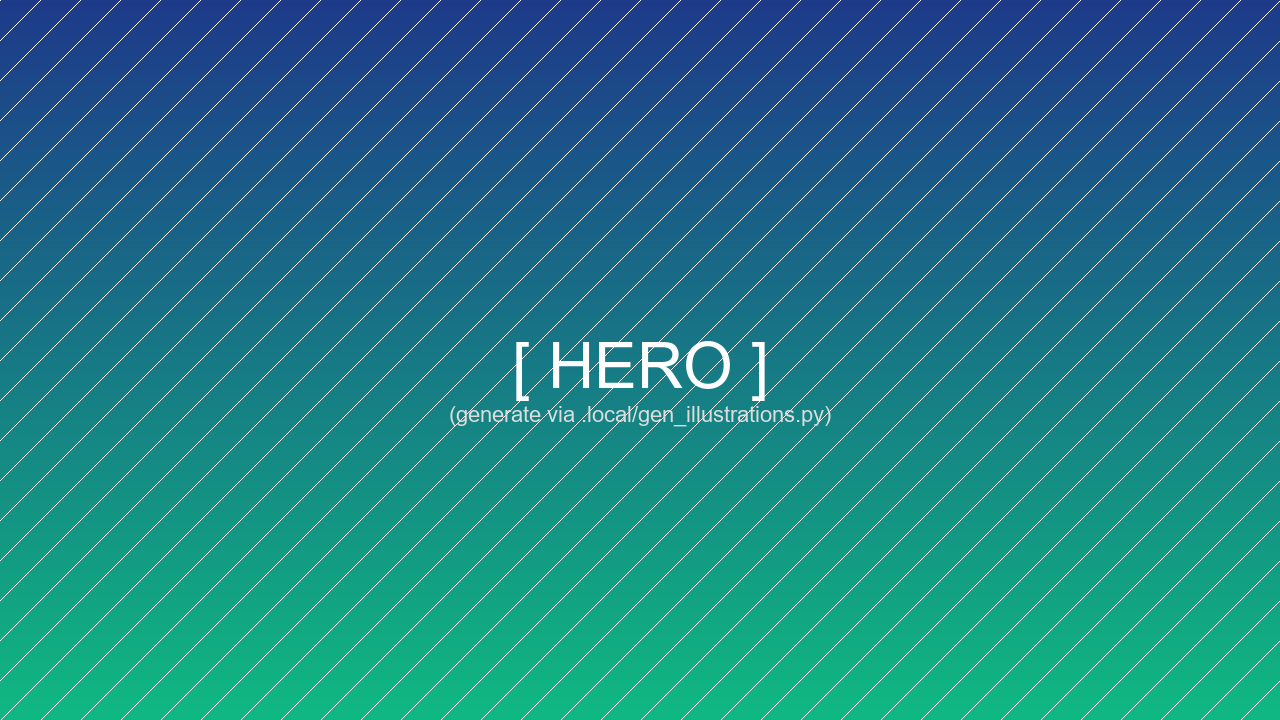 [ HERO ]
(generate via .local/gen_illustrations.py)